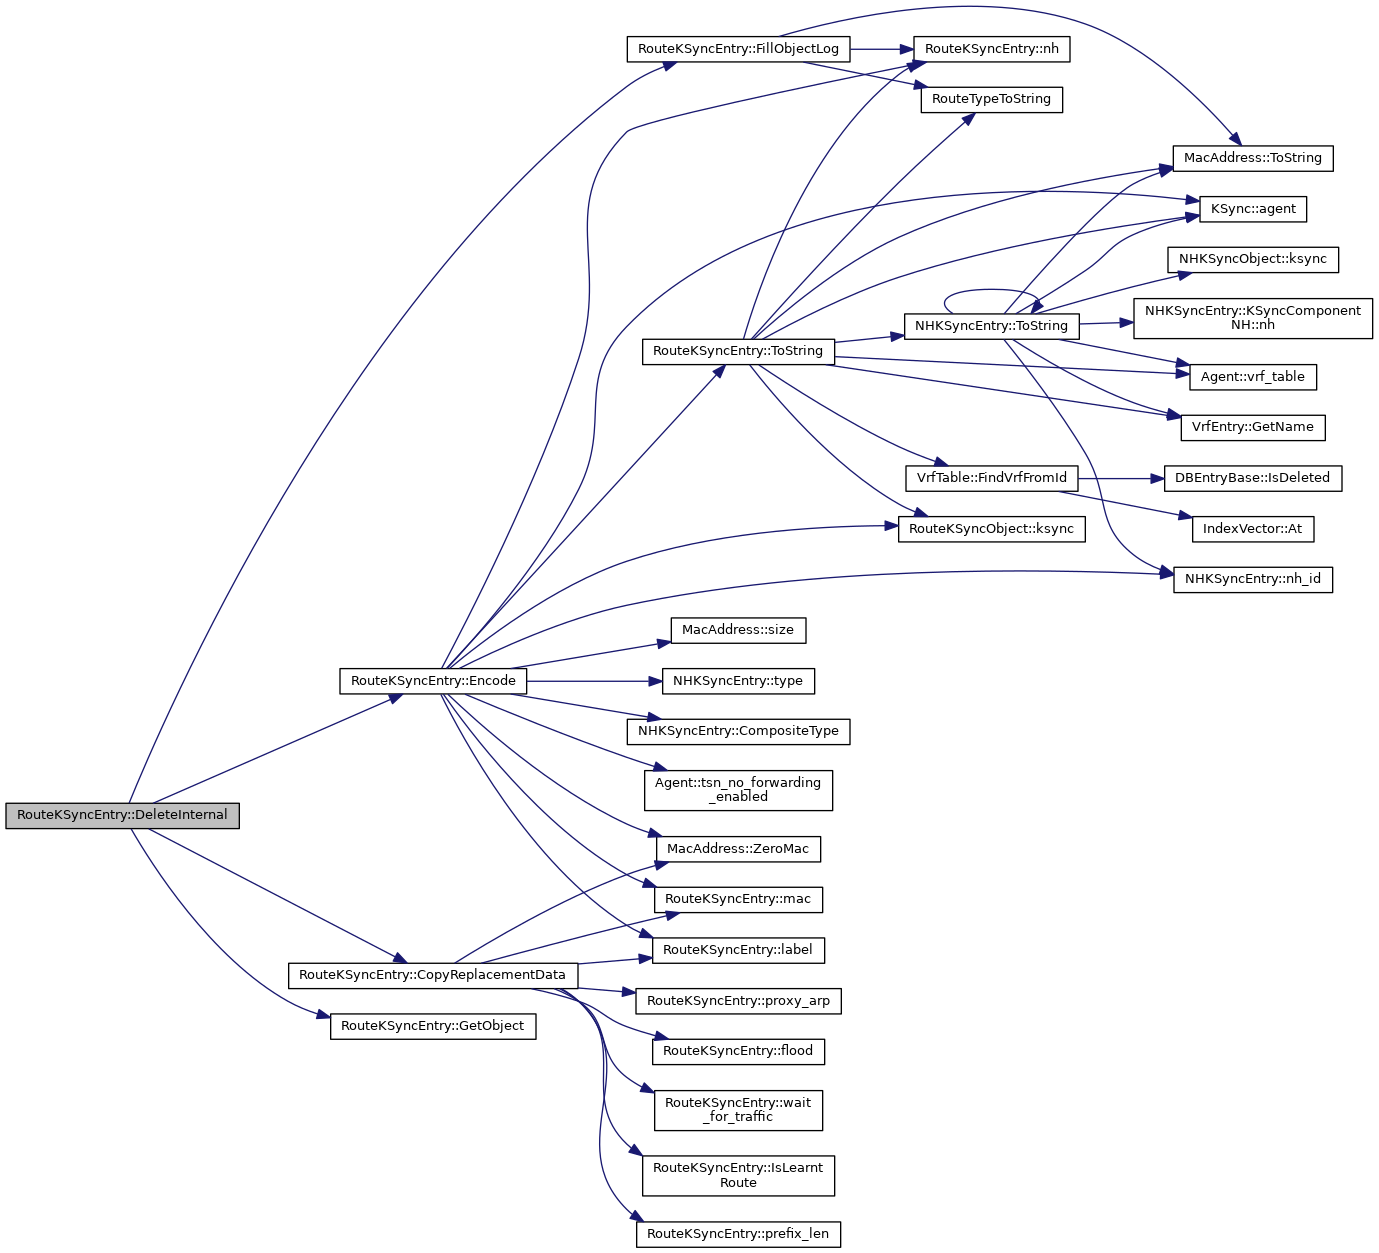 RouteKSyncEntry::FillObjectLog
RouteKSyncEntry::nh
RouteTypeToString
MacAddress::ToString
KSync::agent
NHKSyncObject::ksync
NHKSyncEntry::KSyncComponent
NH::nh
NHKSyncEntry::ToString
RouteKSyncEntry::ToString
Agent::vrf_table
VrfEntry::GetName
VrfTable::FindVrfFromId
DBEntryBase::IsDeleted
RouteKSyncObject::ksync
IndexVector::At
NHKSyncEntry::nh_id
MacAddress::size
RouteKSyncEntry::Encode
NHKSyncEntry::type
NHKSyncEntry::CompositeType
Agent::tsn_no_forwarding
_enabled
RouteKSyncEntry::DeleteInternal
MacAddress::ZeroMac
RouteKSyncEntry::mac
RouteKSyncEntry::label
RouteKSyncEntry::CopyReplacementData
RouteKSyncEntry::proxy_arp
RouteKSyncEntry::GetObject
RouteKSyncEntry::flood
RouteKSyncEntry::wait
_for_traffic
RouteKSyncEntry::IsLearnt
Route
RouteKSyncEntry::prefix_len